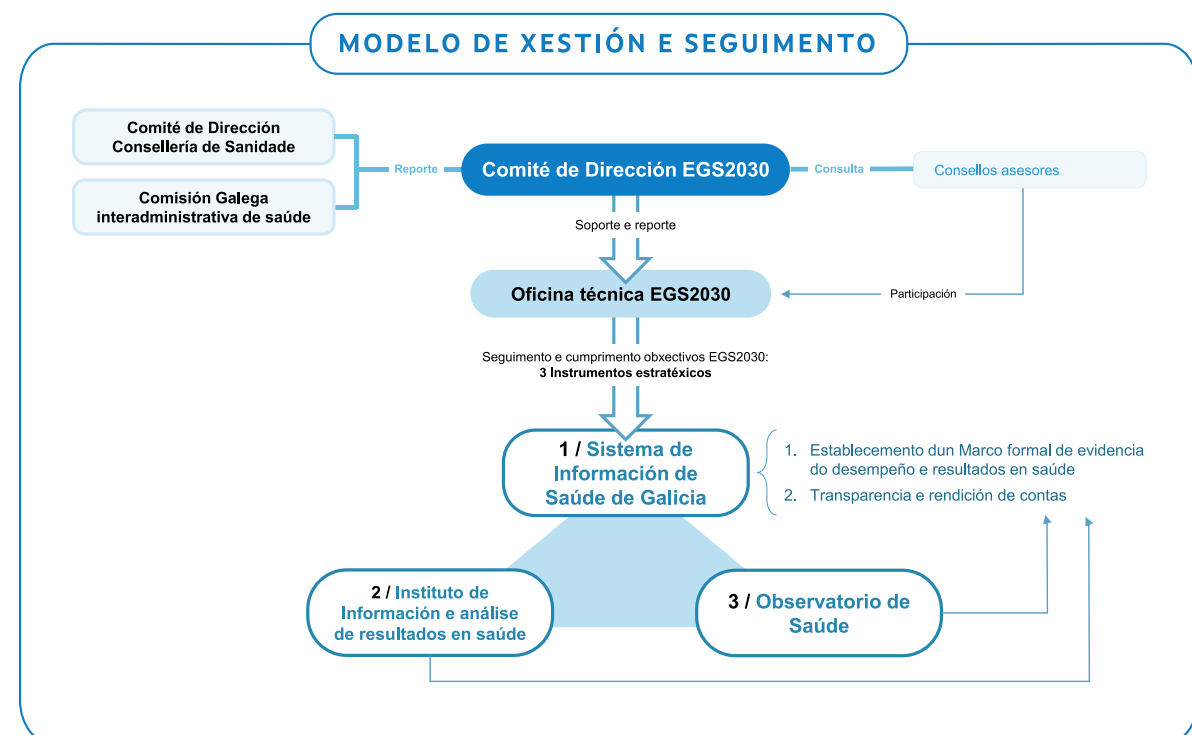 MODELO DE XESTIÓN E SEGUIMENTO
Comité de Dirección
Consellería de Sanidade
Comisión Galega
interadministrativa de saúde
Reporte
Comité de Dirección EGS2030
Consulta
Consellos asesores
Soporte e reporte
Oficina técnica EGS2030
Participación
Seguimento e cumprimento obxectivos EGS2030:
3 Instrumentos estratéxicos
1 / Sistema de
Información de
Saúde de Galicia
1. Establecemento dun Marco formal de evidencia
do desempeño e resultados en saúde
2. Transparencia e rendición de contas
2 / Instituto de
Información e análise
de resultados en saúde
3 / Observatorio de
Saúde